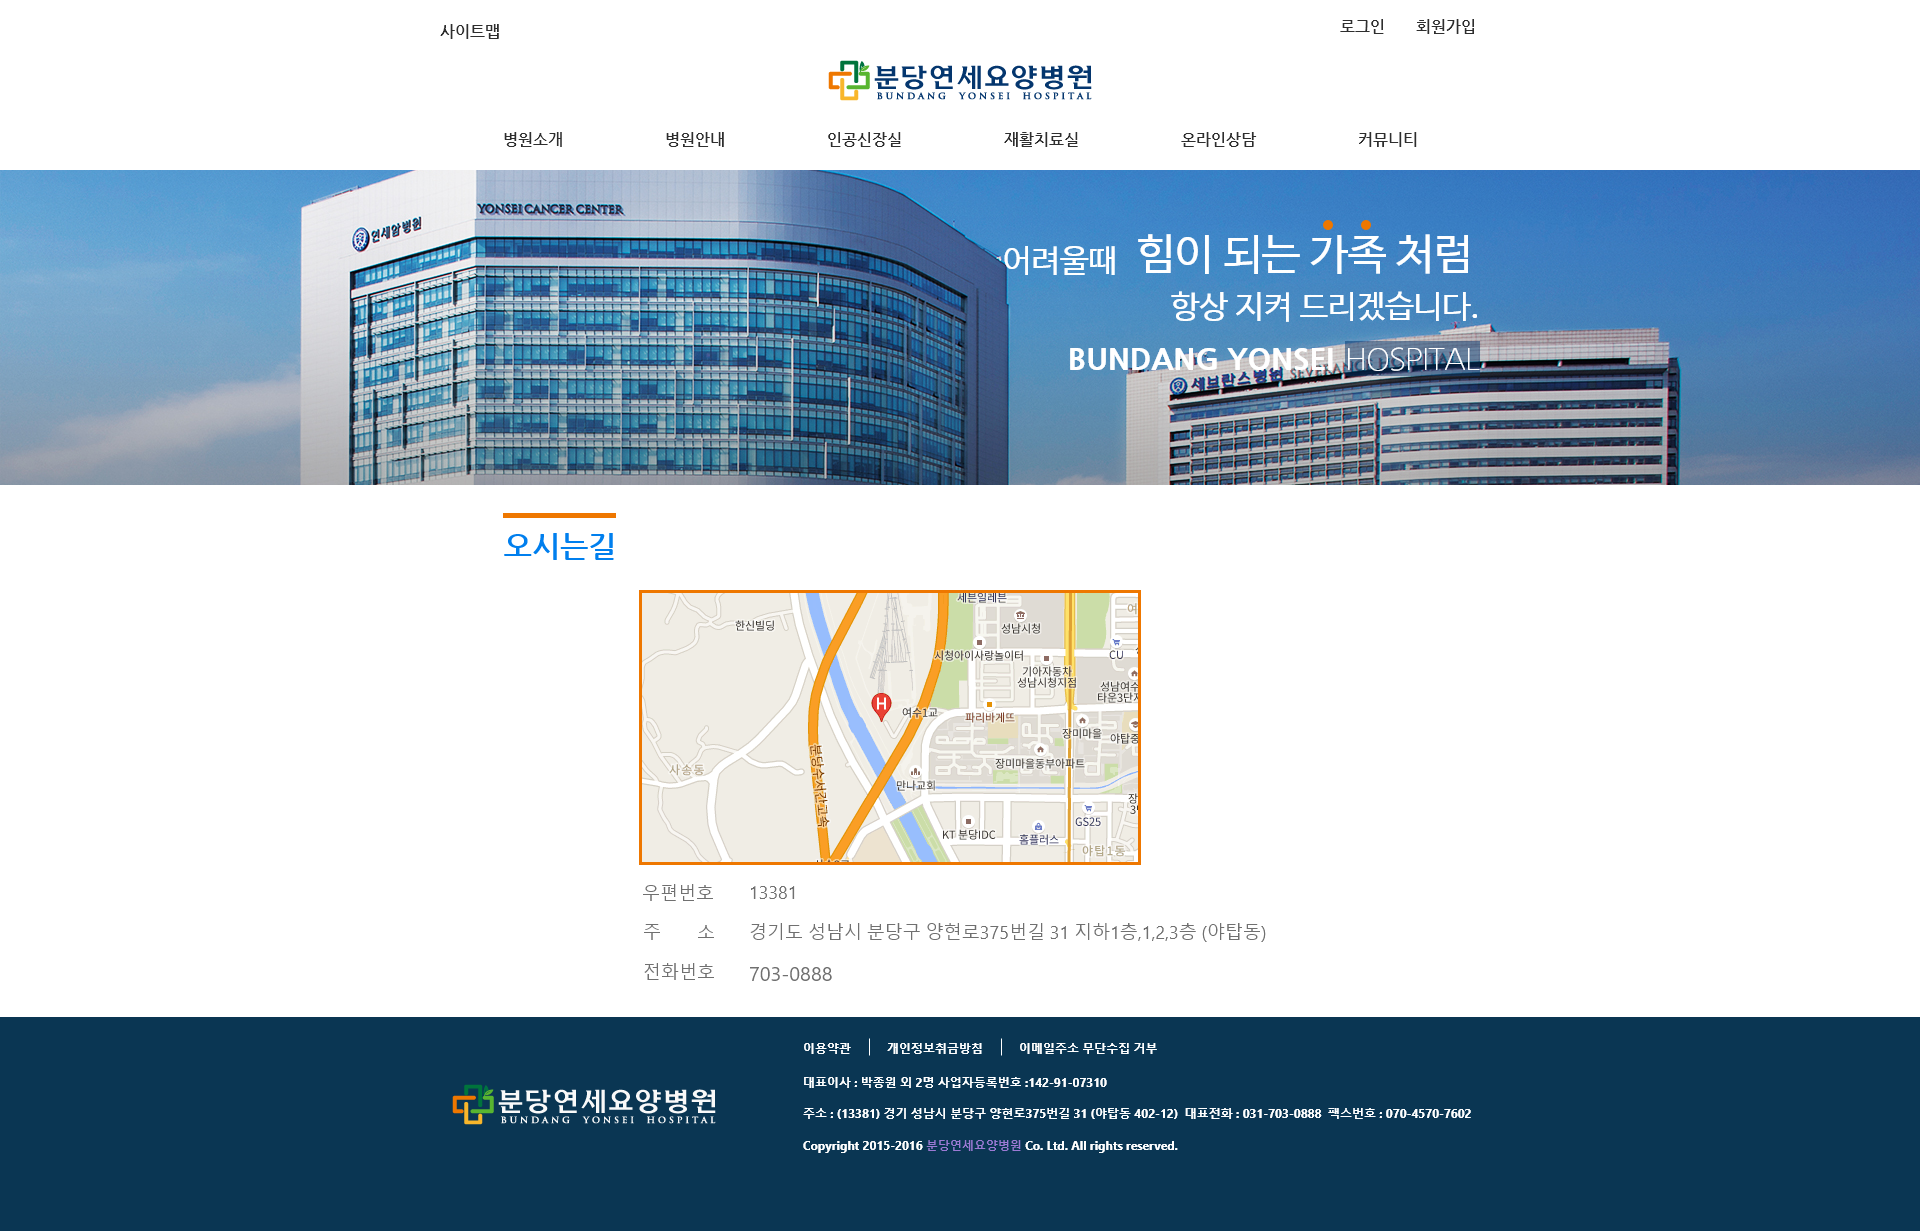 사이트맵
로그인 회원가입
분당연세요양병원
BUNDANG YONSEI HOSPITAL
병원소개 병원안내 인공신장실 재활치료실 온라인상담 커뮤니티
연세암병원
YONSEI CANCER CENTER
어려울때 힘이 되는 가족 처럼
항상 지켜 드리겠습니다.
BUNDANG YONSEI HOSPITAL
세브란스병원
오시는길
세븐일레븐
한신빌딩
성남시청
시청아이사랑놀이터
CU
기아자동차
성남시청지점
성남여수
타운3단지
H
여수1교
파리바게뜨
장미마을
야탑중
사송동
장미마을동부아파트
분당수서간고속
만나교회
GS25
KT 분당IDC
홈플러스
야탑1동
우편번호 13381
주 소 경기도 성남시 분당구 양현로375번길 31 지하1층,1,2,3층 (야탑동)
전화번호 703-0888
이용약관 개인정보취급방침 이메일주소 무단수집 거부
대표이사 : 박종원 외 2명 사업자등록번호 :142-91-07310
주소 : (13381) 경기 성남시 분당구 양현로375번길 31 (야탑동 402-12) 대표전화 : 031-703-0888 팩스번호 : 070-4570-7602
분당연세요양병원
BUNDANG YONSEI HOSPITAL
Copyright 2015-2016 분당연세요양병원 Co. Ltd. All rights reserved.